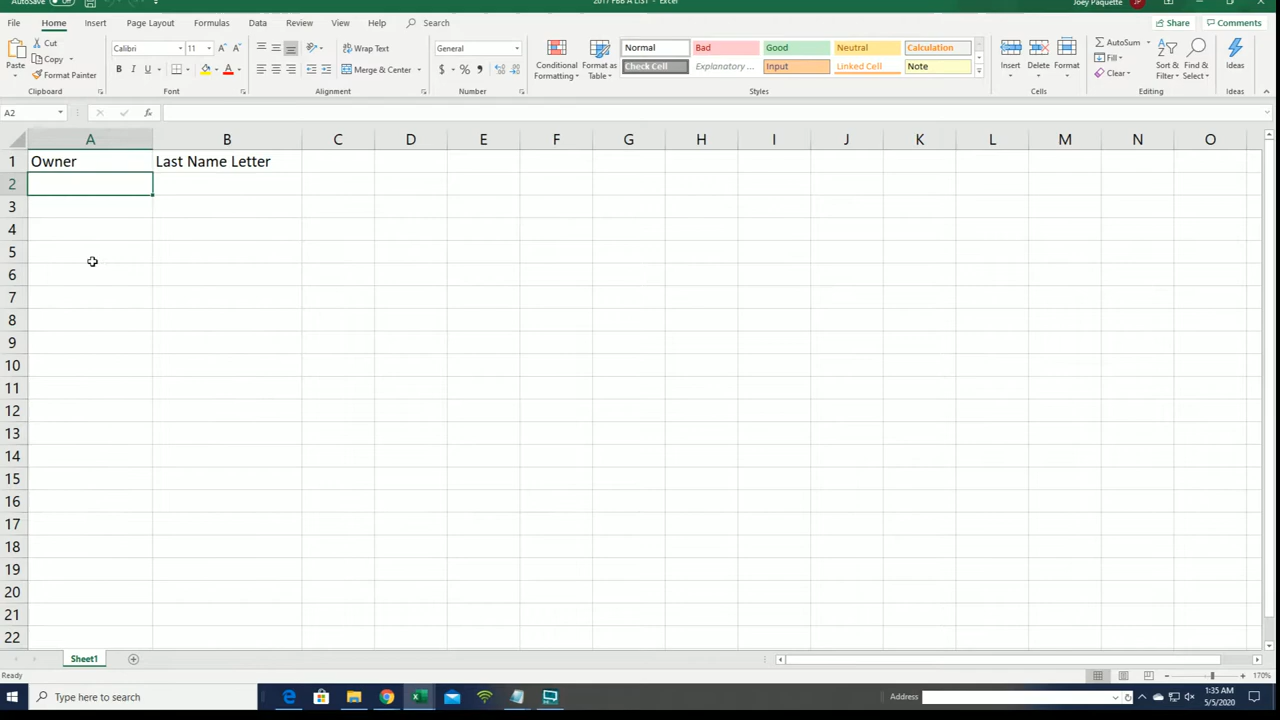 AutoSave Off 2017 FBB A LIST - Excel Joey Paquette JP
File Home Insert Page Layout Formulas Data Review View Help Search Share Comments
Paste Cut Copy Format Painter
Calibri 11 B I U
Wrap Text Merge & Center
General $ % ,
Conditional Formatting Format as Table
Normal Bad Good Neutral Calculation
Check Cell Explanatory ... Input Linked Cell Note
Insert Delete Format
AutoSum Fill Clear
Sort & Filter Find & Select Ideas
Clipboard Font Alignment Number Styles Cells Editing Ideas
A2 fx
A B C D E F G H I J K L M N O
1 Owner Last Name Letter
2
3
4
5
6
7
8
9
10
11
12
13
14
15
16
17
18
19
20
21
22
Sheet1
Ready 170%
Type here to search Address 1:35 AM
5/5/2020